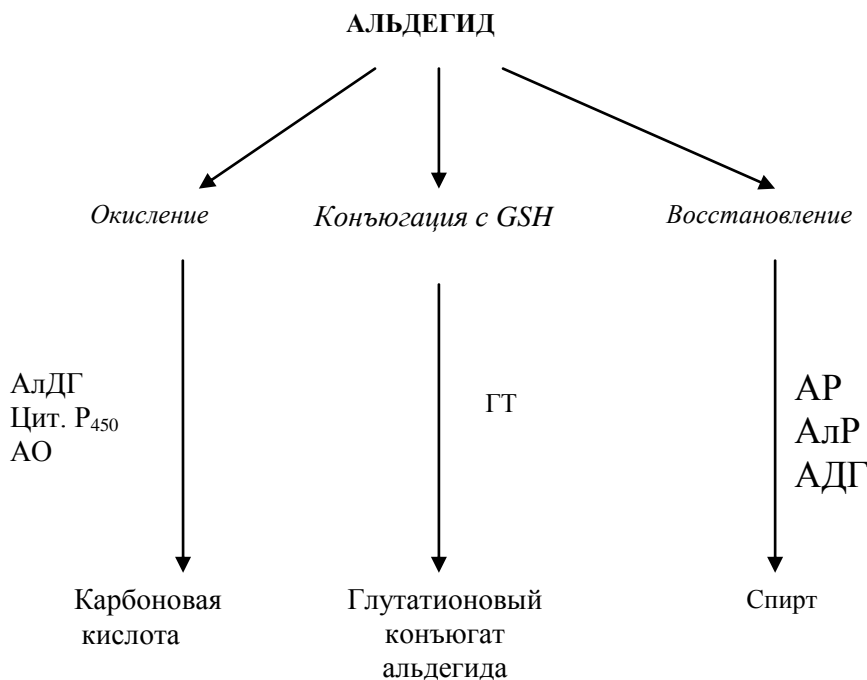 АЛЬДЕГИД
Окисление
Конъюгация с GSH
Восстановление
АлДГ
Цит. P450
АО
ГТ
АР
АлР
АДГ
Карбоновая
кислота
Глутатионовый
конъюгат
альдегида
Спирт